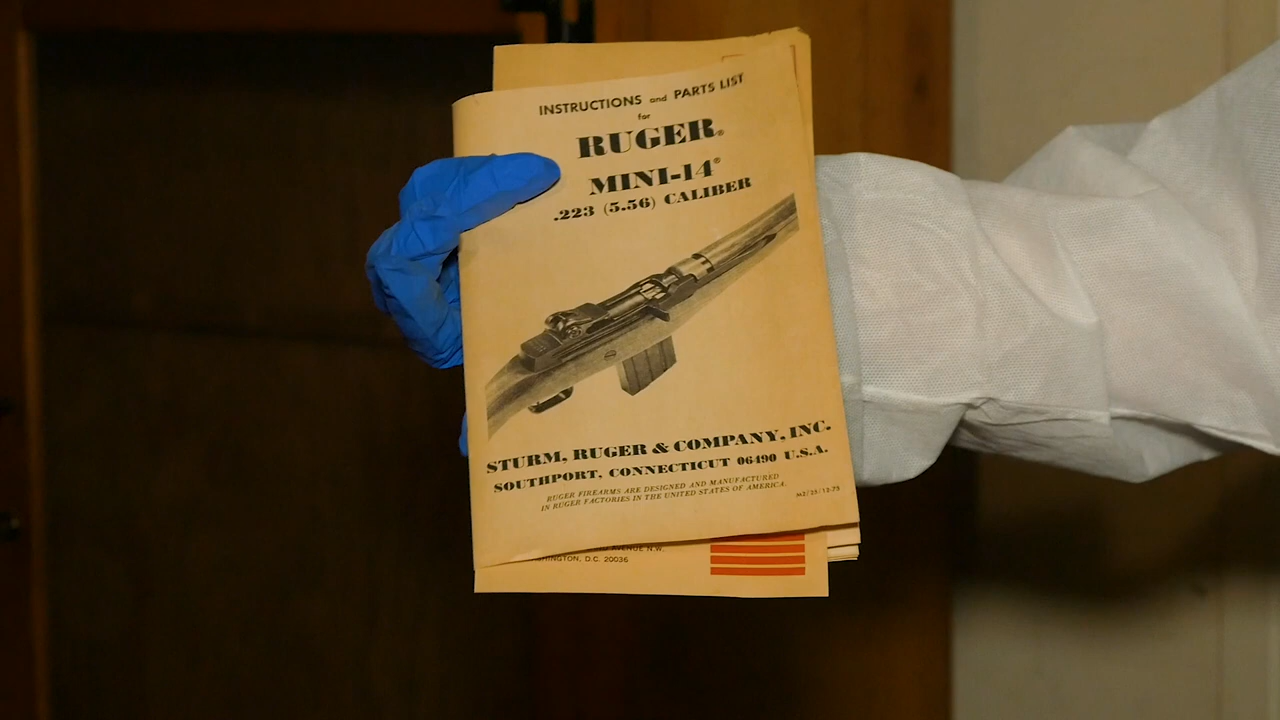 INSTRUCTIONS and PARTS LIST
for
RUGER®
MINI-14®
.223 (5.56) CALIBER
STURM, RUGER & COMPANY, INC.
SOUTHPORT, CONNECTICUT 06490 U.S.A.
RUGER FIREARMS ARE DESIGNED AND MANUFACTURED
IN RUGER FACTORIES IN THE UNITED STATES OF AMERICA.
AVENUE N.W.
D.C. 20036